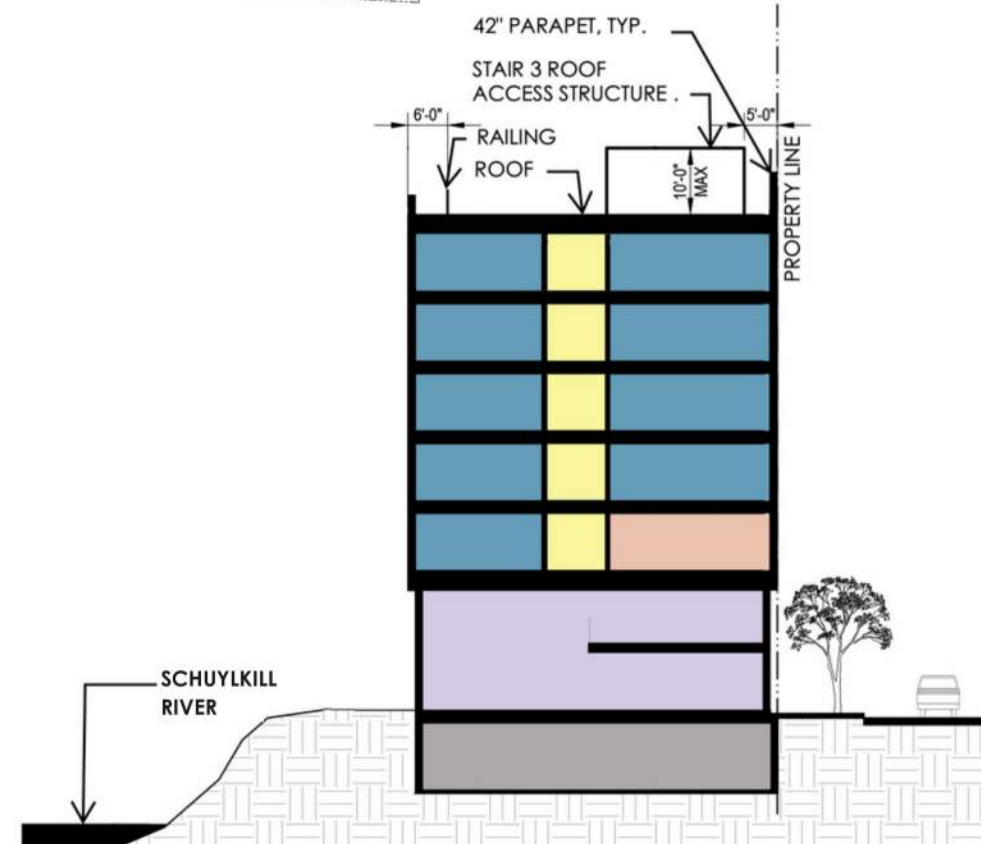 42" PARAPET, TYP.
STAIR 3 ROOF
ACCESS STRUCTURE .
6'-0"
5'-0"
RAILING
ROOF
10'-0"
MAX
PROPERTY LINE
SCHUYLKILL
RIVER